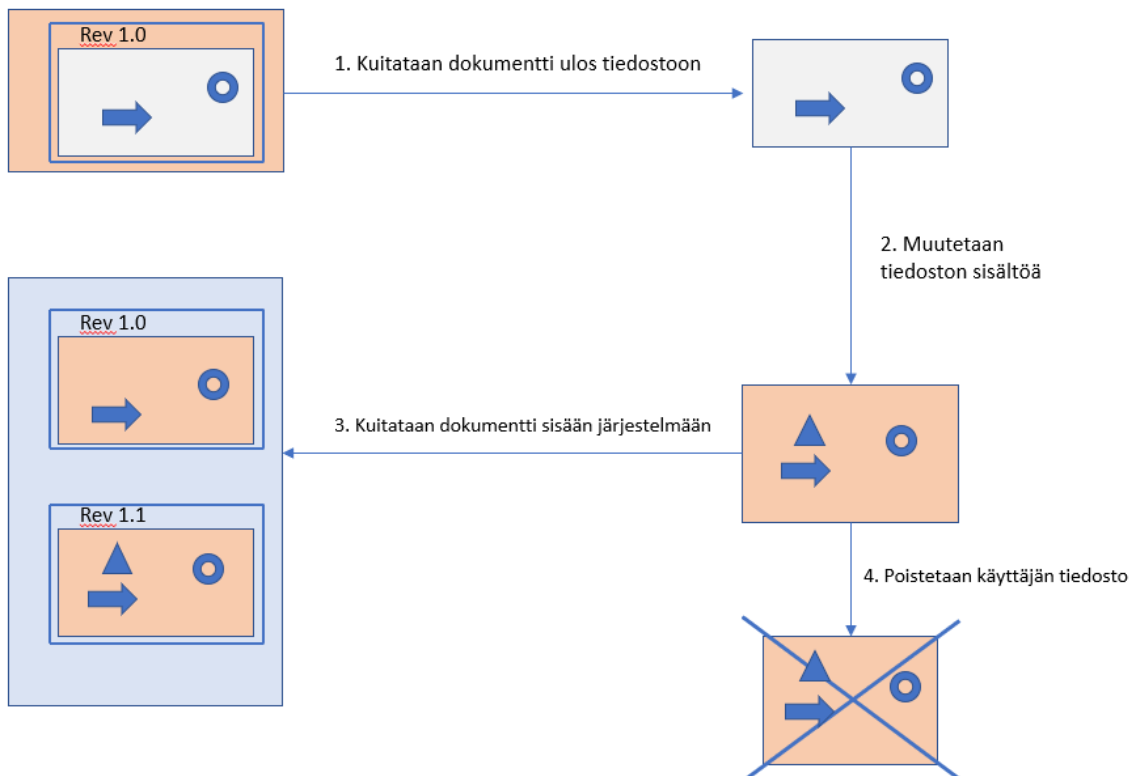 Rev 1.0
1. Kuitataan dokumentti ulos tiedostoon
2. Muutetaan
tiedoston sisältöä
Rev 1.0
3. Kuitataan dokumentti sisään järjestelmään
Rev 1.1
4. Poistetaan käyttäjän tiedosto